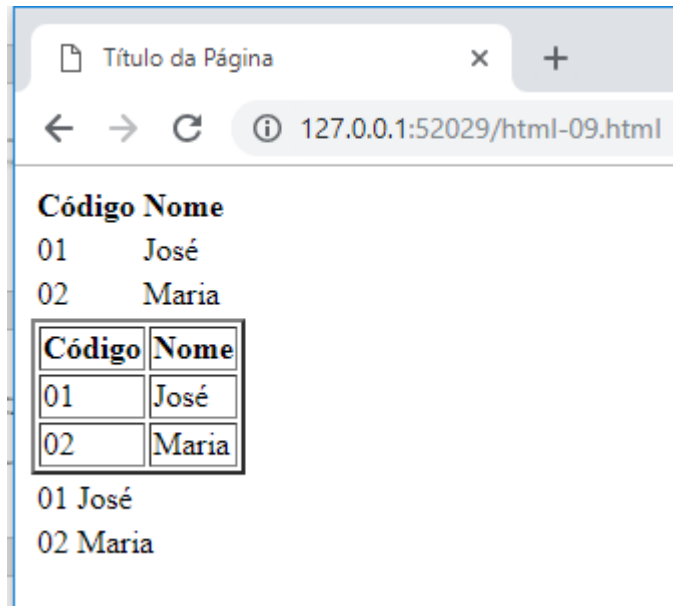 Título da Página
127.0.0.1:52029/html-09.html
Código Nome
01 José
02 Maria
Código Nome
01 José
02 Maria
01 José
02 Maria